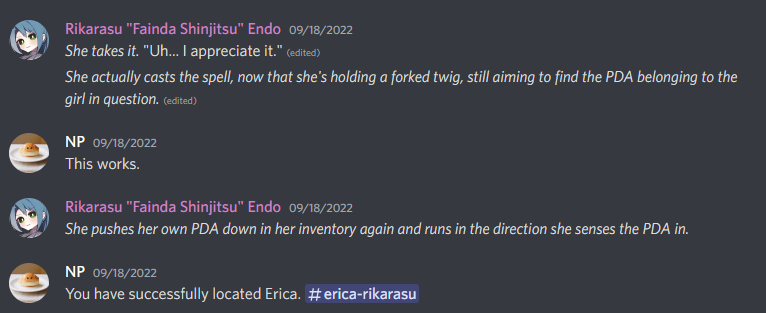 Rikarasu "Fainda Shinjitsu" Endo 09/18/2022
She takes it. "Uh... I appreciate it." (edited)
She actually casts the spell, now that she's holding a forked twig, still aiming to find the PDA belonging to the
girl in question. (edited)
NP 09/18/2022
This works.
Rikarasu "Fainda Shinjitsu" Endo 09/18/2022
She pushes her own PDA down in her inventory again and runs in the direction she senses the PDA in.
NP 09/18/2022
You have successfully located Erica. #erica-rikarasu